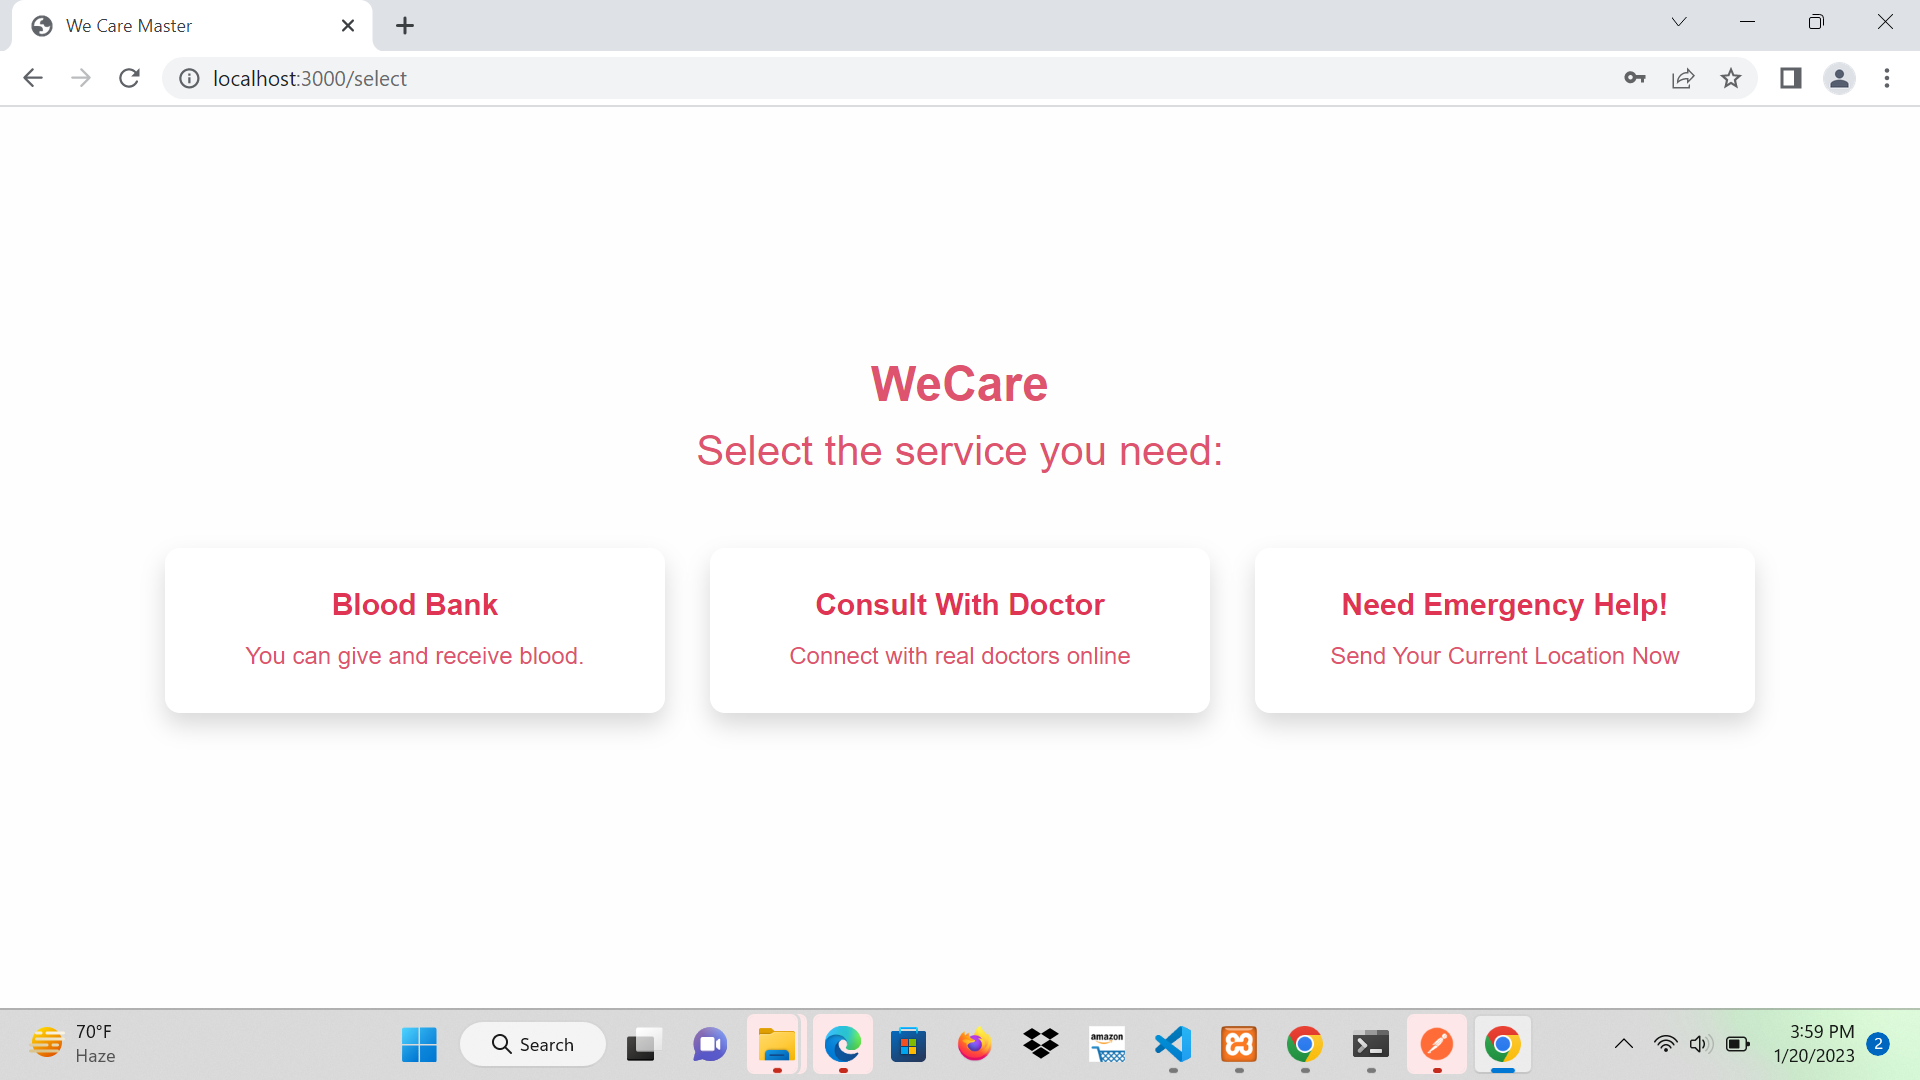 We Care Master
localhost:3000/select
WeCare
Select the service you need:
Blood Bank
You can give and receive blood.
Consult With Doctor
Connect with real doctors online
Need Emergency Help!
Send Your Current Location Now
70°F
Haze
Search
amazon
3:59 PM
1/20/2023
2